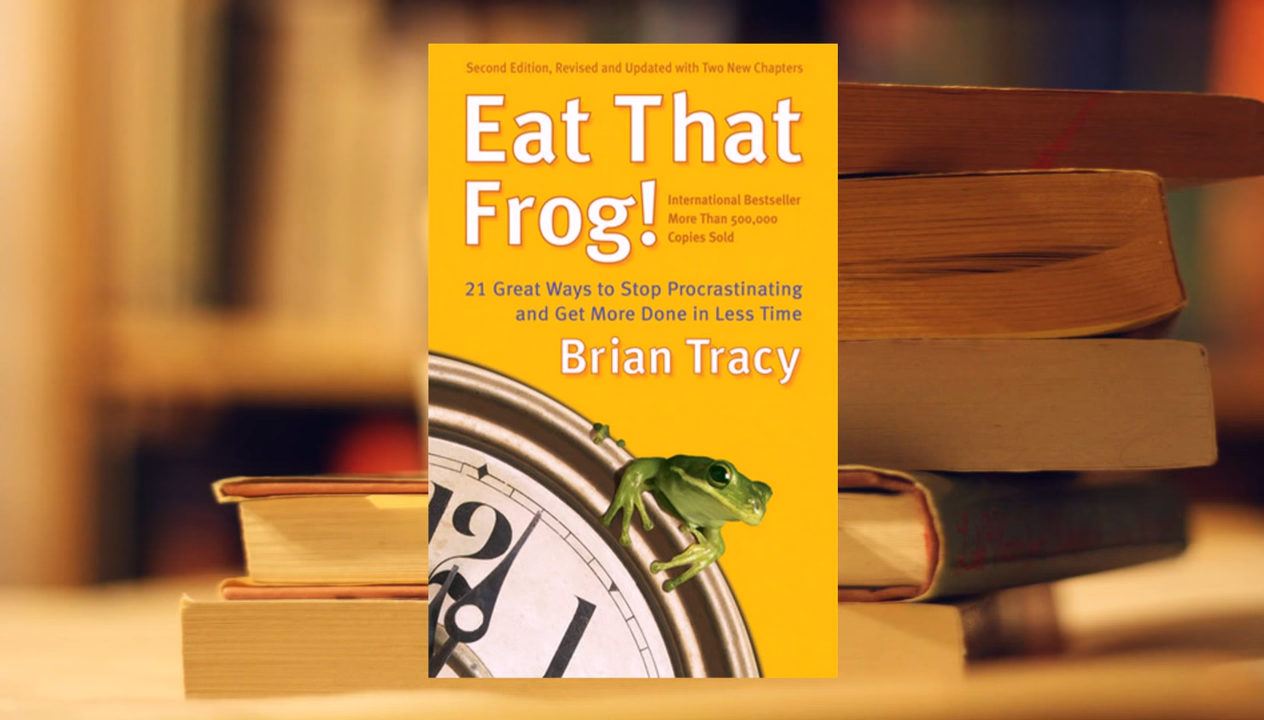 Second Edition, Revised and Updated with Two New Chapters
Eat That
Frog!
International Bestseller
More Than 500,000
Copies Sold
21 Great Ways to Stop Procrastinating
and Get More Done in Less Time
Brian Tracy
12
1